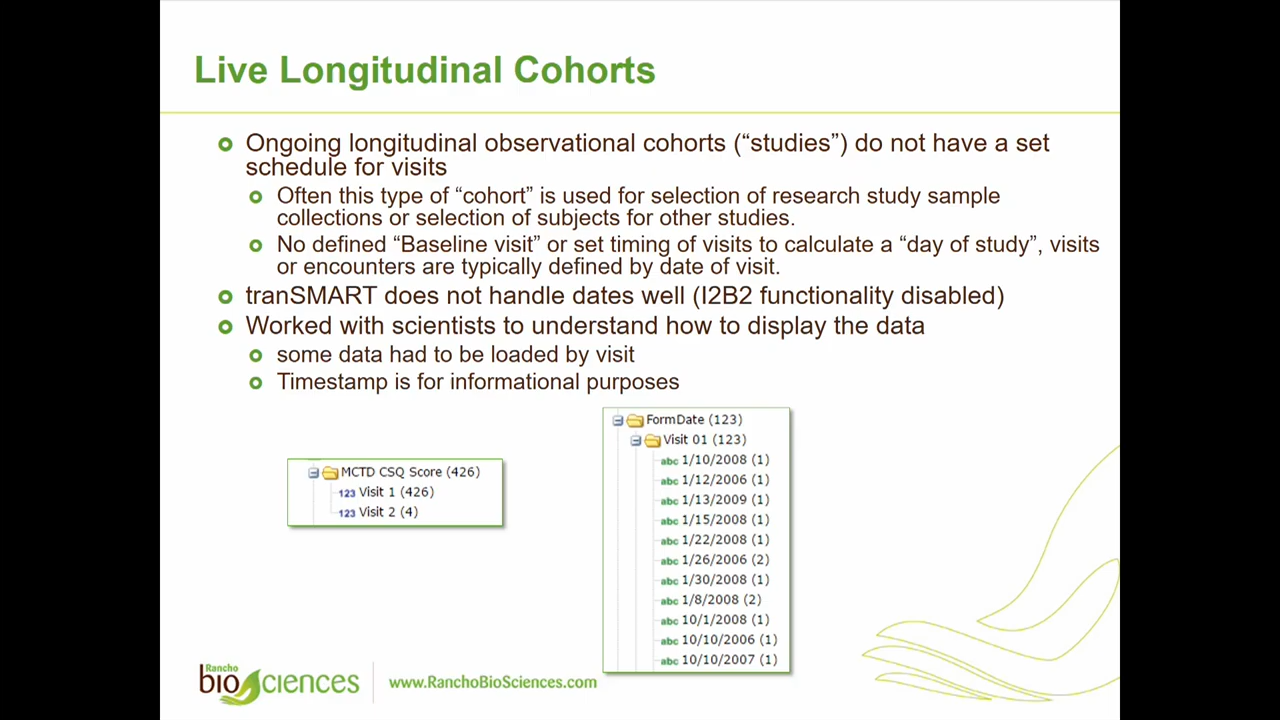 Live Longitudinal Cohorts
Ongoing longitudinal observational cohorts (“studies”) do not have a set
schedule for visits
Often this type of “cohort” is used for selection of research study sample
collections or selection of subjects for other studies.
No defined “Baseline visit” or set timing of visits to calculate a “day of study”, visits
or encounters are typically defined by date of visit.
tranSMART does not handle dates well (I2B2 functionality disabled)
Worked with scientists to understand how to display the data
some data had to be loaded by visit
Timestamp is for informational purposes
MCTD CSQ Score (426)
123 Visit 1 (426)
123 Visit 2 (4)
FormDate (123)
Visit 01 (123)
abc 1/10/2008 (1)
abc 1/12/2006 (1)
abc 1/13/2009 (1)
abc 1/15/2008 (1)
abc 1/22/2008 (1)
abc 1/26/2006 (2)
abc 1/30/2008 (1)
abc 1/8/2008 (2)
abc 10/1/2008 (1)
abc 10/10/2006 (1)
abc 10/10/2007 (1)
Rancho
bioSciences
www.RanchoBioSciences.com